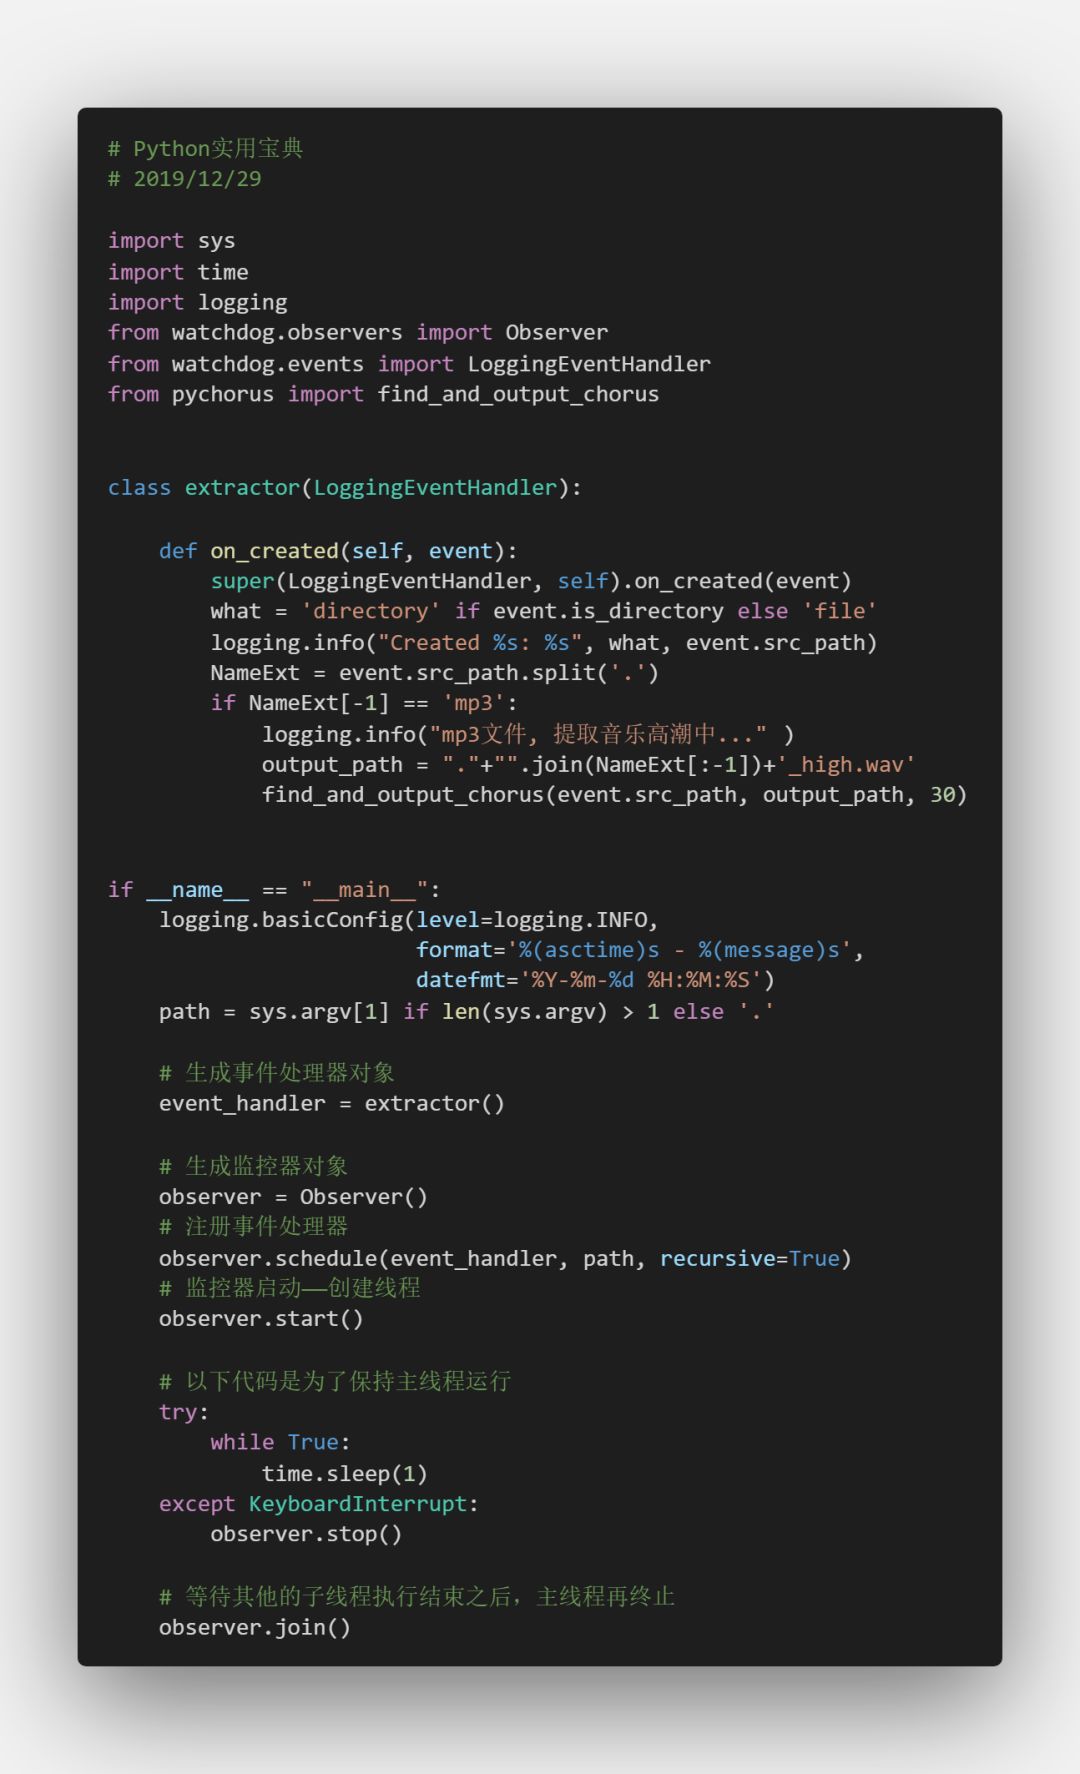 # Python实用宝典
# 2019/12/29
import sys
import time
import logging
from watchdog.observers import Observer
from watchdog.events import LoggingEventHandler
from pychorus import find_and_output_chorus
class extractor(LoggingEventHandler):
    def on_created(self, event):
        super(LoggingEventHandler, self).on_created(event)
        what = 'directory' if event.is_directory else 'file'
        logging.info("Created %s: %s", what, event.src_path)
        NameExt = event.src_path.split('.')
        if NameExt[-1] == 'mp3':
            logging.info("mp3文件, 提取音乐高潮中..." )
            output_path = "."+"".join(NameExt[:-1])+'_high.wav'
            find_and_output_chorus(event.src_path, output_path, 30)
if __name__ == "__main__":
    logging.basicConfig(level=logging.INFO,
                        format='%(asctime)s - %(message)s',
                        datefmt='%Y-%m-%d %H:%M:%S')
    path = sys.argv[1] if len(sys.argv) > 1 else '.'
    # 生成事件处理器对象
    event_handler = extractor()
    # 生成监控器对象
    observer = Observer()
    # 注册事件处理器
    observer.schedule(event_handler, path, recursive=True)
    # 监控器启动——创建线程
    observer.start()
    # 以下代码是为了保持主线程运行
    try:
        while True:
            time.sleep(1)
    except KeyboardInterrupt:
        observer.stop()
    # 等待其他的子线程执行结束之后，主线程再终止
    observer.join()